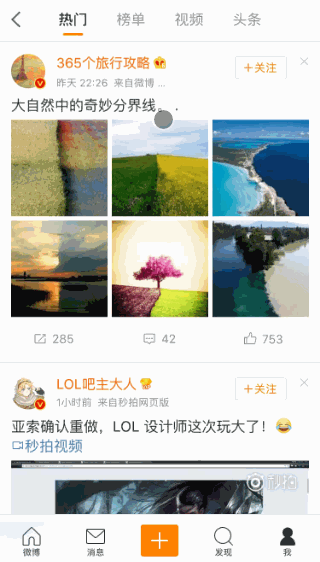 热门 榜单 视频 头条
365个旅行攻略
+关注
昨天 22:26 来自微博 ...
大自然中的奇妙分界线。.
285 42 753
LOL吧主大人
+关注
1小时前 来自秒拍网页版
亚索确认重做，LOL 设计师这次玩大了！
秒拍视频
秒拍
微博 消息 发现 我